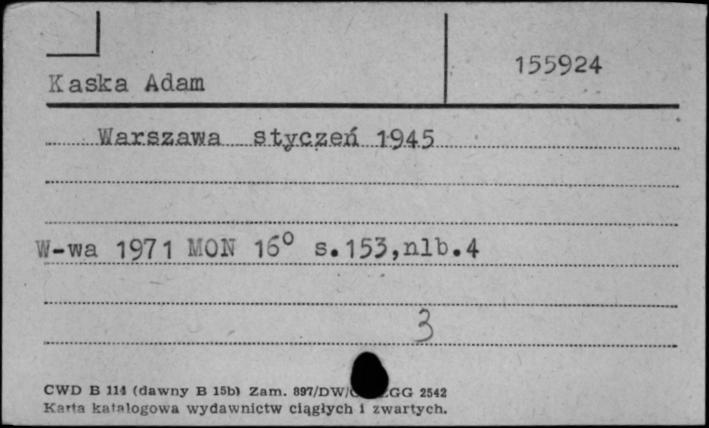 155924
Kaska Adam
Warszawa styczeń 1945
W-wa 1971 MON 16° s.153,nlb.4
3
CWD B 114 (dawny B 15b) Zam. 897/DW/ GG 2542
Karta katalogowa wydawnictw ciągłych i zwartych.